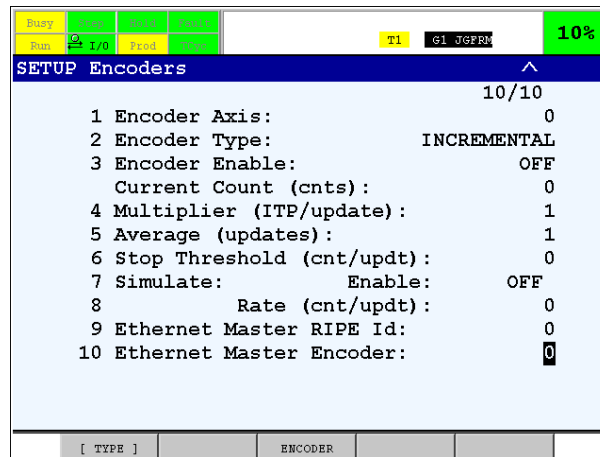 Busy Step Hold Fault
Run I/O Prod TCyc
T1 G1 JGFRM 10%
SETUP Encoders
10/10
1 Encoder Axis: 0
2 Encoder Type: INCREMENTAL
3 Encoder Enable: OFF
Current Count (cnts): 0
4 Multiplier (ITP/update): 1
5 Average (updates): 1
6 Stop Threshold (cnt/updt): 0
7 Simulate: Enable: OFF
8 Rate (cnt/updt): 0
9 Ethernet Master RIPE Id: 0
10 Ethernet Master Encoder: 0
[ TYPE ] ENCODER